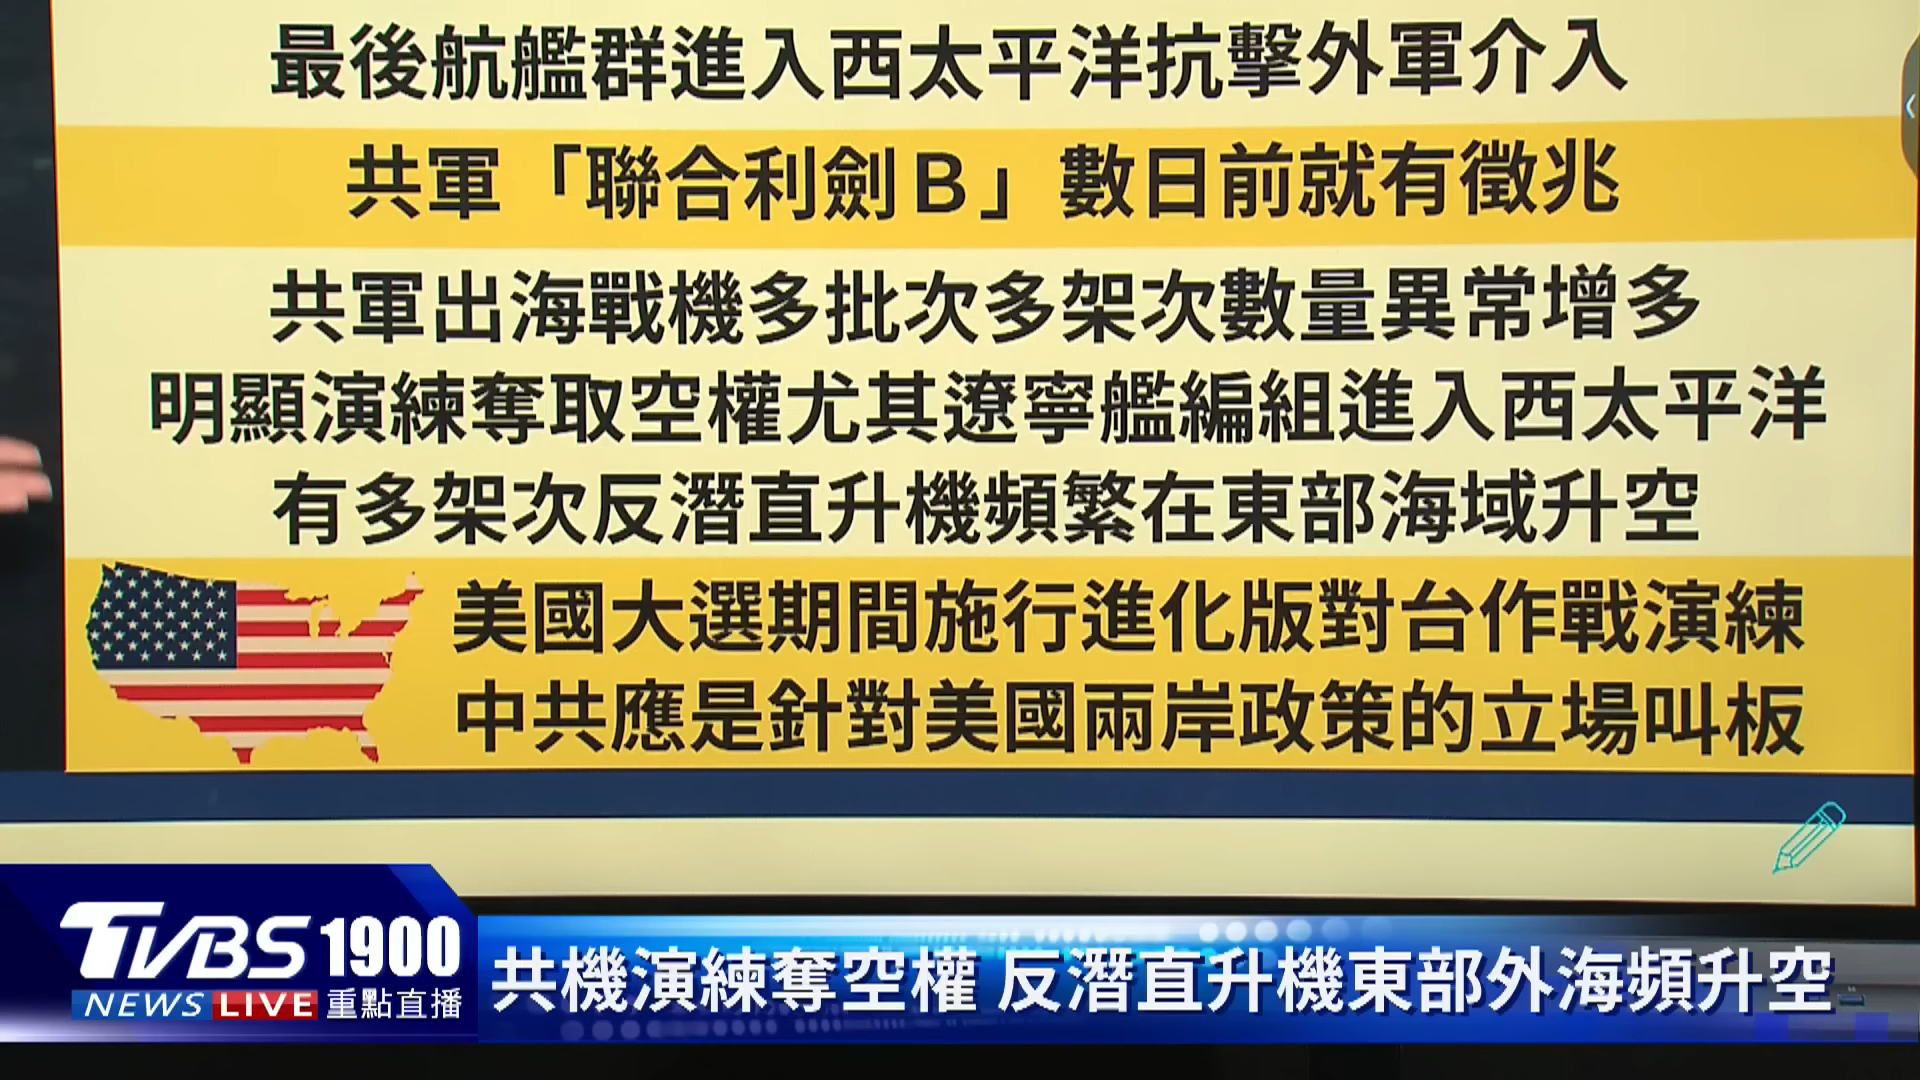 最後航艦群進入西太平洋抗擊外軍介入
共軍「聯合利劍B」數日前就有徵兆
共軍出海戰機多批次多架次數量異常增多
明顯演練奪取空權尤其遼寧艦編組進入西太平洋
有多架次反潛直升機頻繁在東部海域升空
美國大選期間施行進化版對台作戰演練
中共應是針對美國兩岸政策的立場叫板
TVBS 1900
NEWS LIVE 重點直播
共機演練奪空權 反潛直升機東部外海頻升空